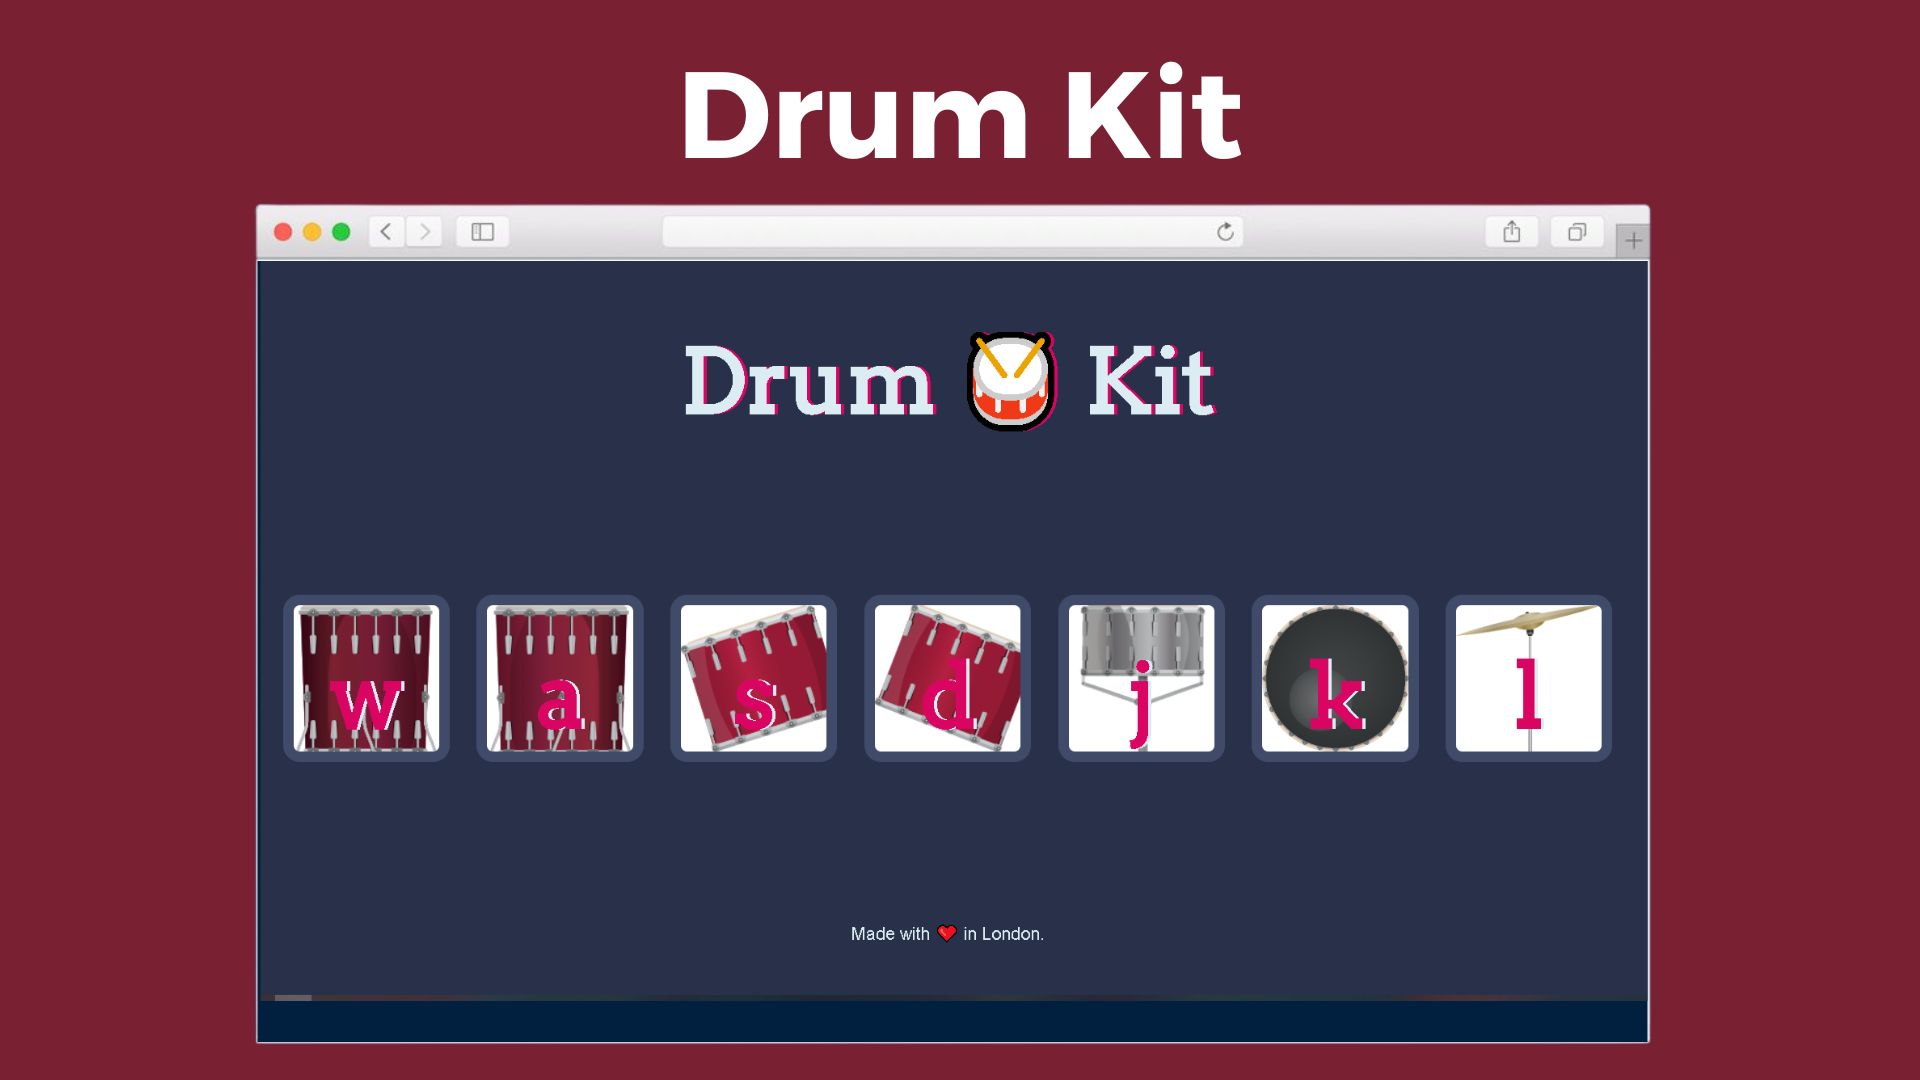 Drum Kit
Drum 🥁 Kit
w a s d j k l
Made with ❤️ in London.